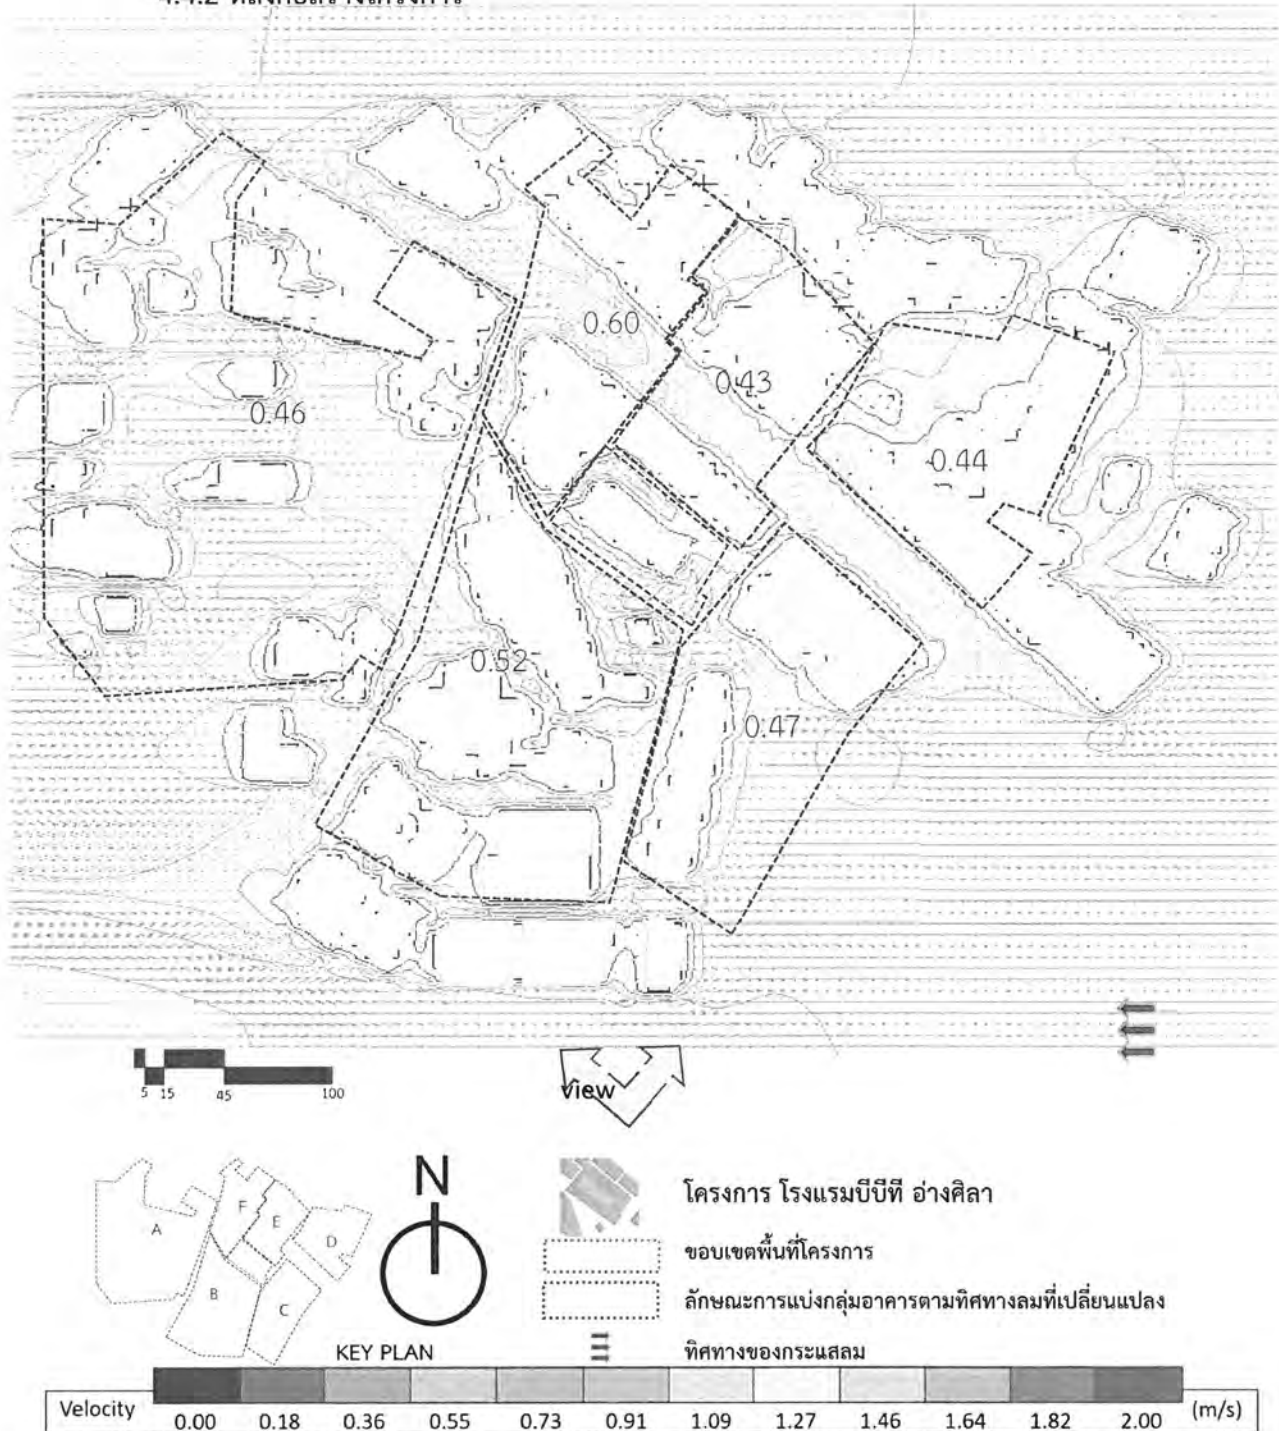 0.60
0.43
0.46
0.44
0.52
0.47
5 15 45 100
view
N
A
F
E
D
B
C
KEY PLAN
โครงการ โรงแรมบีบีที อ่างศิลา
ขอบเขตพื้นที่โครงการ
ลักษณะการแบ่งกลุ่มอาคารตามทิศทางลมที่เปลี่ยนแปลง
ทิศทางของกระแสลม
Velocity 0.00 0.18 0.36 0.55 0.73 0.91 1.09 1.27 1.46 1.64 1.82 2.00 (m/s)